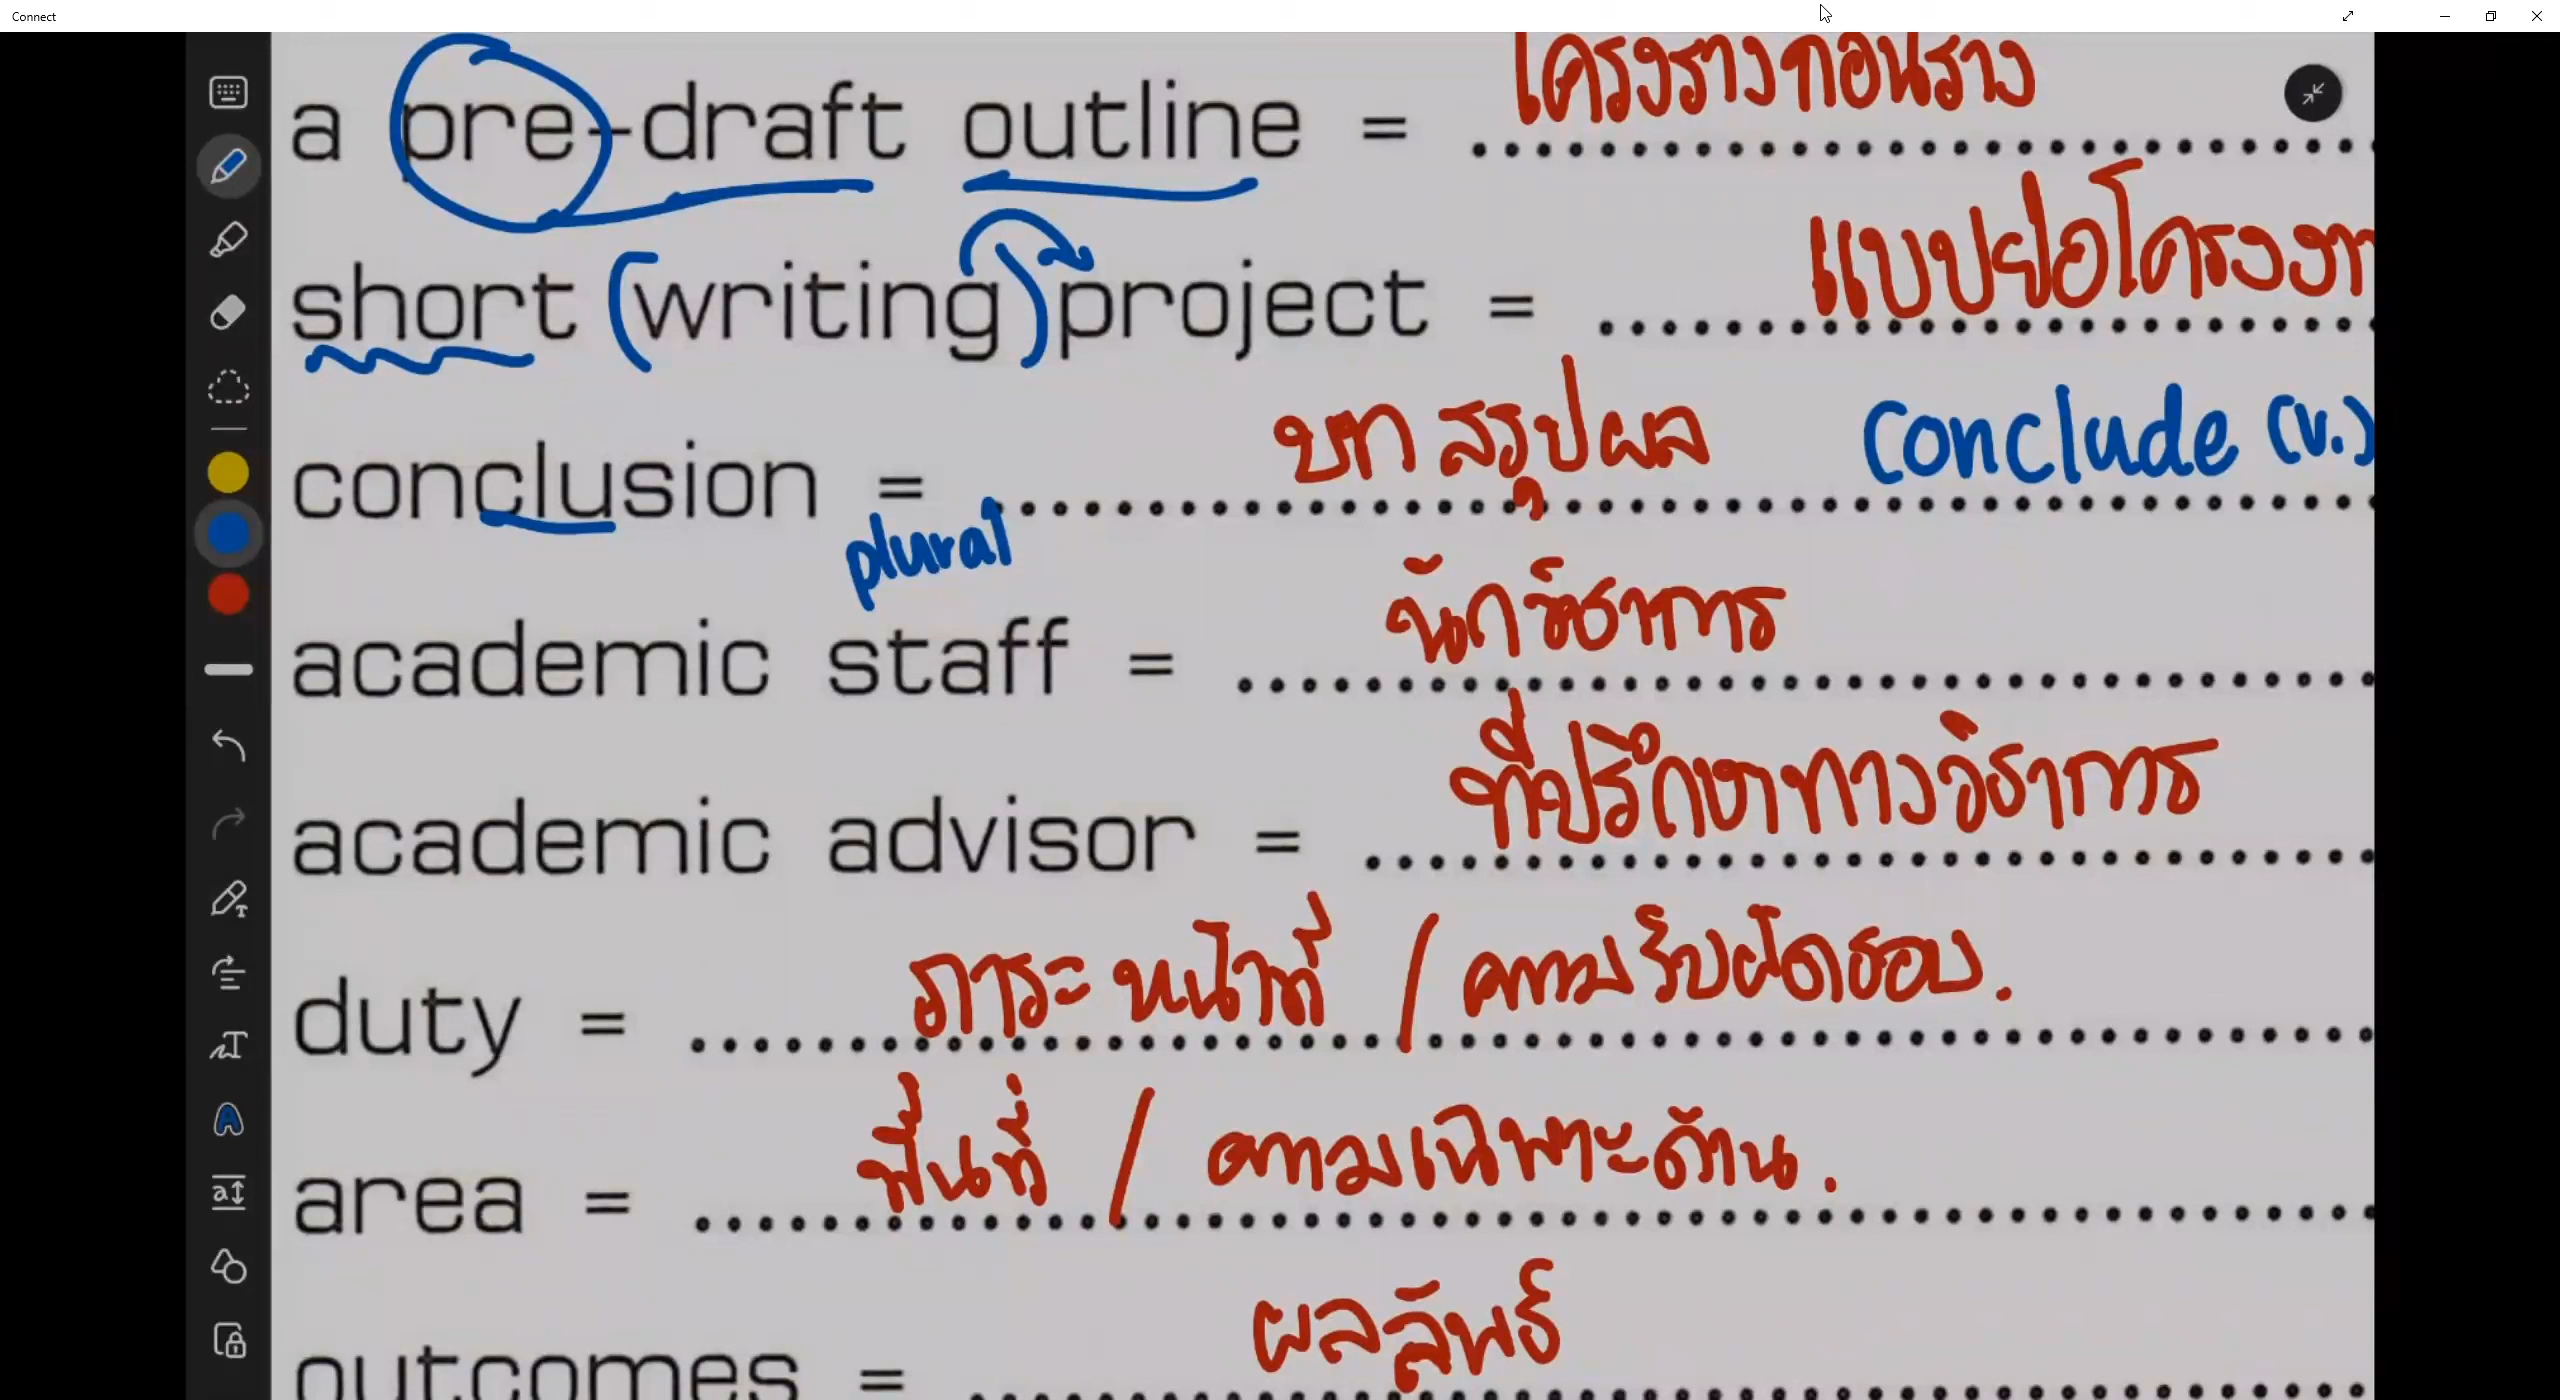 Connect
a pre-draft outline = โครงร่างก่อนร่าง
short (writing) project = แบบย่อโครงงาน
conclusion = บทสรุปผล conclude (v.)
plural
academic staff = นักวิชาการ
academic advisor = ที่ปรึกษาทางวิชาการ
duty = ภาระหน้าที่ / ความรับผิดชอบ.
area = พื้นที่ / ความเฉพาะด้าน.
outcomes = ผลลัพธ์